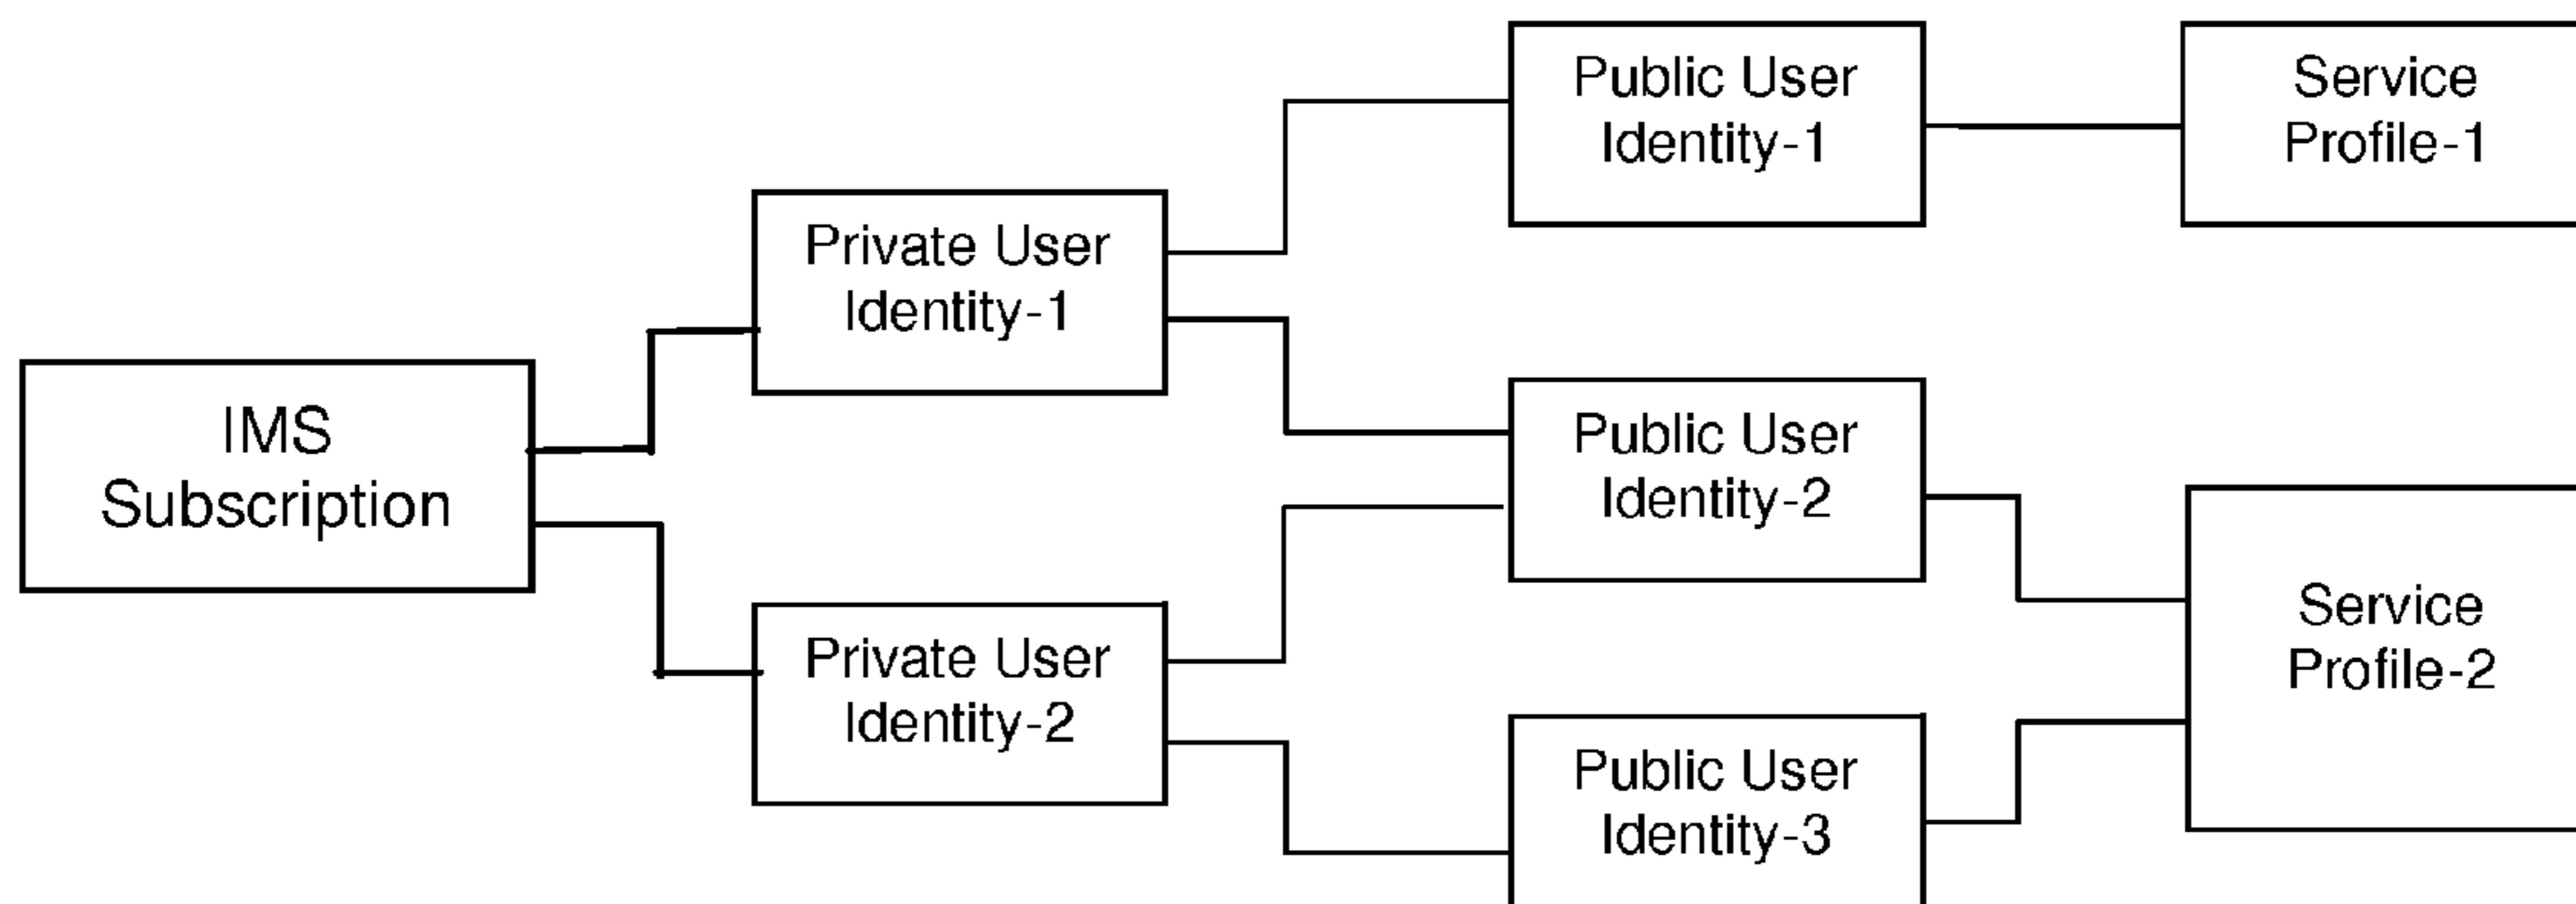 Public User
Identity-1
Service
Profile-1
Private User
Identity-1
IMS
Subscription
Public User
Identity-2
Service
Profile-2
Private User
Identity-2
Public User
Identity-3